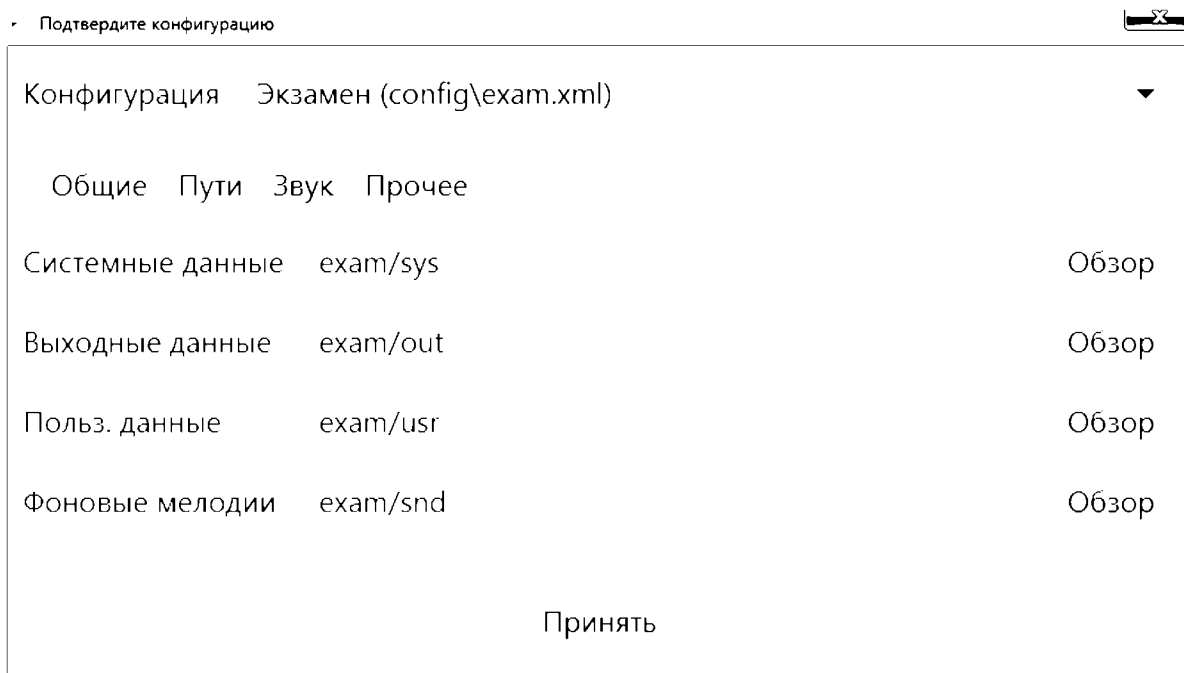 Подтвердите конфигурацию
Конфигурация Экзамен (config\exam.xml)
Общие Пути Звук Прочее
Системные данные exam/sys Обзор
Выходные данные exam/out Обзор
Польз. данные exam/usr Обзор
Фоновые мелодии exam/snd Обзор
Принять